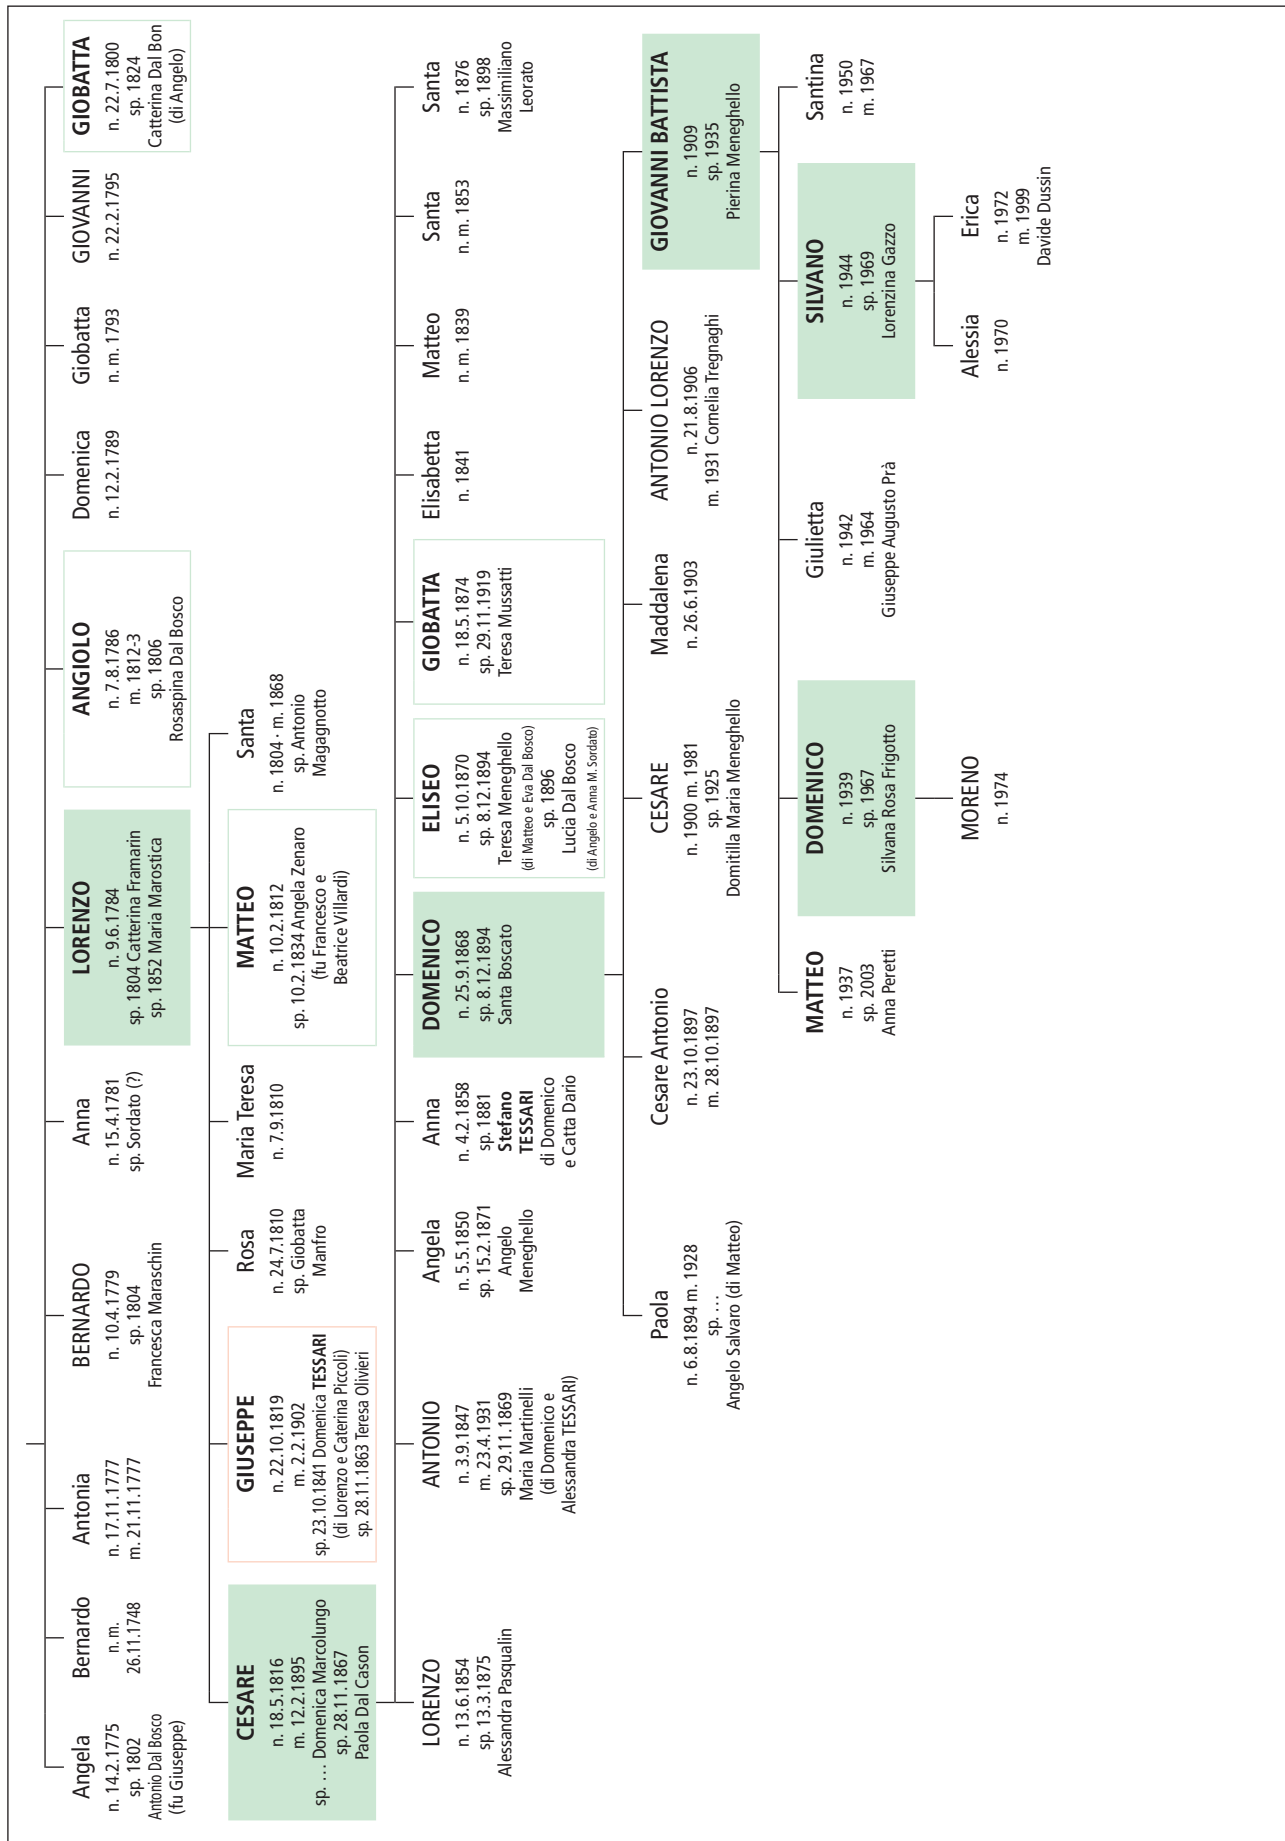 Angela
n. 14.2.1775
sp. 1802
Antonio Dal Bosco
(fu Giuseppe)
Bernardo
n. m.
26.11.1748
Antonia
n. 17.11.1777
m. 21.11.1777
BERNARDO
n. 10.4.1779
sp. 1804
Francesca Maraschin
Anna
n. 15.4.1781
sp. Sordato (?)
LORENZO
n. 9.6.1784
sp. 1804 Catterina Framarin
sp. 1852 Maria Marostica
ANGIOLO
n. 7.8.1786
m. 1812-3
sp. 1806
Rosaspina Dal Bosco
Domenica
n. 12.2.1789
Giobatta
n. m. 1793
GIOVANNI
n. 22.2.1795
GIOBATTA
n. 22.7.1800
sp. 1824
Catterina Dal Bon
(di Angelo)
CESARE
n. 18.5.1816
m. 12.2.1895
sp. ... Domenica Marcolungo
sp. 28.11.1867
Paola Dal Cason
GIUSEPPE
n. 22.10.1819
m. 2.2.1902
sp. 23.10.1841 Domenica TESSARI
(di Lorenzo e Caterina Piccoli)
sp. 28.11.1863 Teresa Olivieri
Rosa
n. 24.7.1810
sp. Giobatta
Manfro
Maria Teresa
n. 7.9.1810
MATTEO
n. 10.2.1812
sp. 10.2.1834 Angela Zenaro
(fu Francesco e
Beatrice Villardi)
Santa
n. 1804 · m. 1868
sp. Antonio
Magagnotto
LORENZO
n. 13.6.1854
sp. 13.3.1875
Alessandra Pasqualin
ANTONIO
n. 3.9.1847
m. 23.4.1931
sp. 29.11.1869
Maria Martinelli
(di Domenico e
Alessandra TESSARI)
Angela
n. 5.5.1850
sp. 15.2.1871
Angelo
Meneghello
Anna
n. 4.2.1858
sp. 1881
Stefano
TESSARI
di Domenico
e Catta Dario
DOMENICO
n. 25.9.1868
sp. 8.12.1894
Santa Boscato
ELISEO
n. 5.10.1870
sp. 8.12.1894
Teresa Meneghello
(di Matteo e Eva Dal Bosco)
sp. 1896
Lucia Dal Bosco
(di Angelo e Anna M. Sordato)
GIOBATTA
n. 18.5.1874
sp. 29.11.1919
Teresa Mussatti
Elisabetta
n. 1841
Matteo
n. m. 1839
Santa
n. m. 1853
Santa
n. 1876
sp. 1898
Massimiliano
Leorato
Paola
n. 6.8.1894 m. 1928
sp. ...
Angelo Salvaro (di Matteo)
Cesare Antonio
n. 23.10.1897
m. 28.10.1897
CESARE
n. 1900 m. 1981
sp. 1925
Domitilla Maria Meneghello
Maddalena
n. 26.6.1903
ANTONIO LORENZO
n. 21.8.1906
m. 1931 Cornelia Tregnaghi
GIOVANNI BATTISTA
n. 1909
sp. 1935
Pierina Meneghello
MATTEO
n. 1937
sp. 2003
Anna Peretti
DOMENICO
n. 1939
sp. 1967
Silvana Rosa Frigotto
Giulietta
n. 1942
m. 1964
Giuseppe Augusto Prà
SILVANO
n. 1944
sp. 1969
Lorenzina Gazzo
Santina
n. 1950
m. 1967
MORENO
n. 1974
Alessia
n. 1970
Erica
n. 1972
m. 1999
Davide Dussin